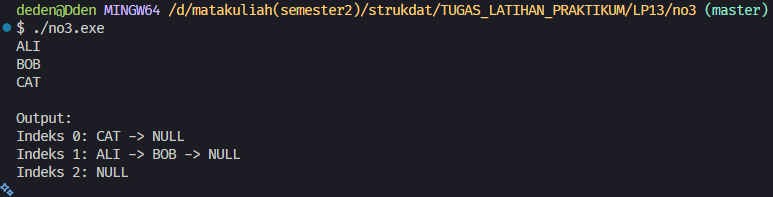 deden@Dden MINGW64 /d/matakuliah(semester2)/strukdat/TUGAS_LATIHAN_PRAKTIKUM/LP13/no3 (master)
$ ./no3.exe
ALI
BOB
CAT

Output:
Indeks 0: CAT -> NULL
Indeks 1: ALI -> BOB -> NULL
Indeks 2: NULL